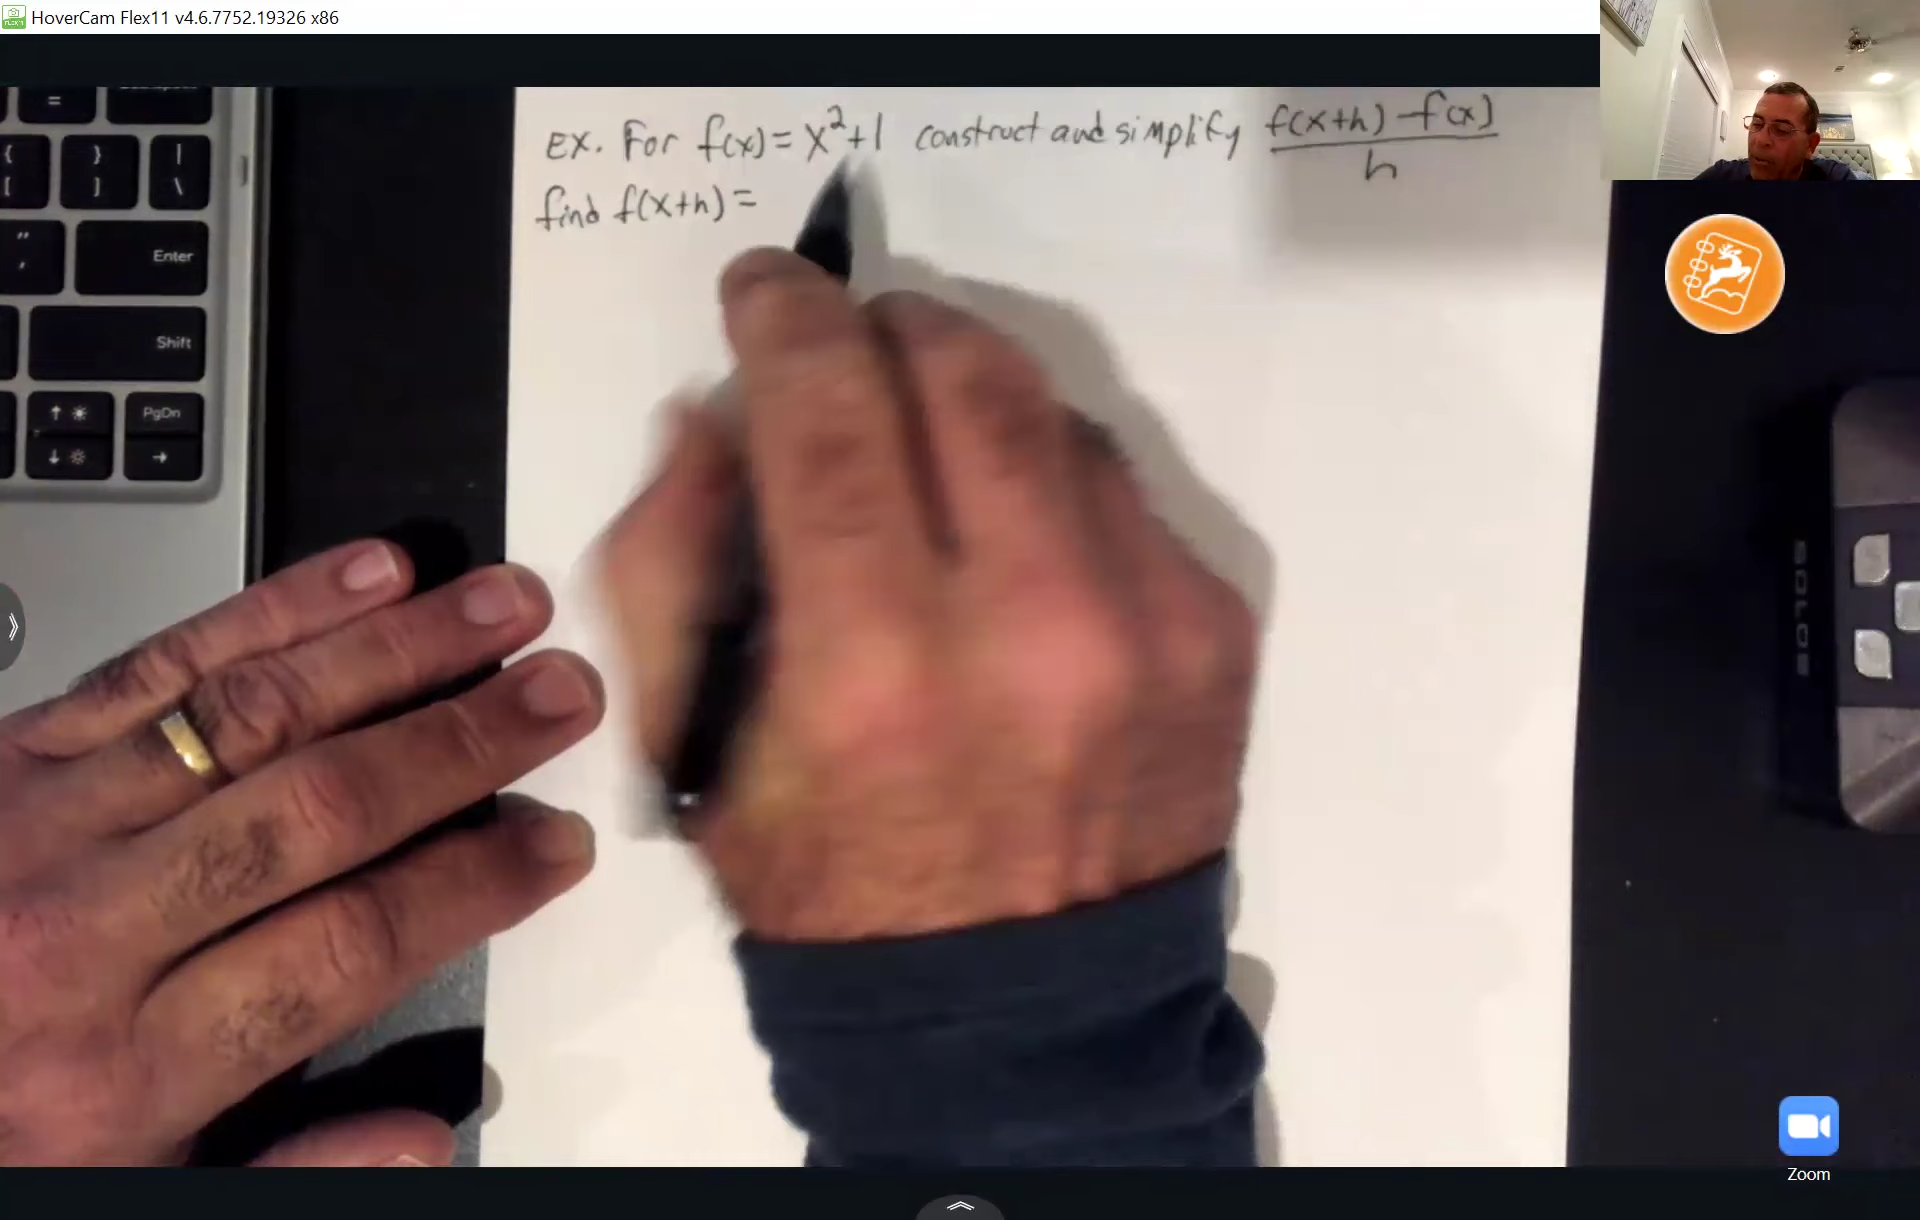 HoverCam Flex11 v4.6.7752.19326 x86
EX. For f(x) = x²+1 construct and simplify f(x+h) - f(x)
h
find f(x+h) =
=
{ } |
[ ] \
"
,
Enter
Shift
↑ PgDn
↓ →
SOLO8
Zoom